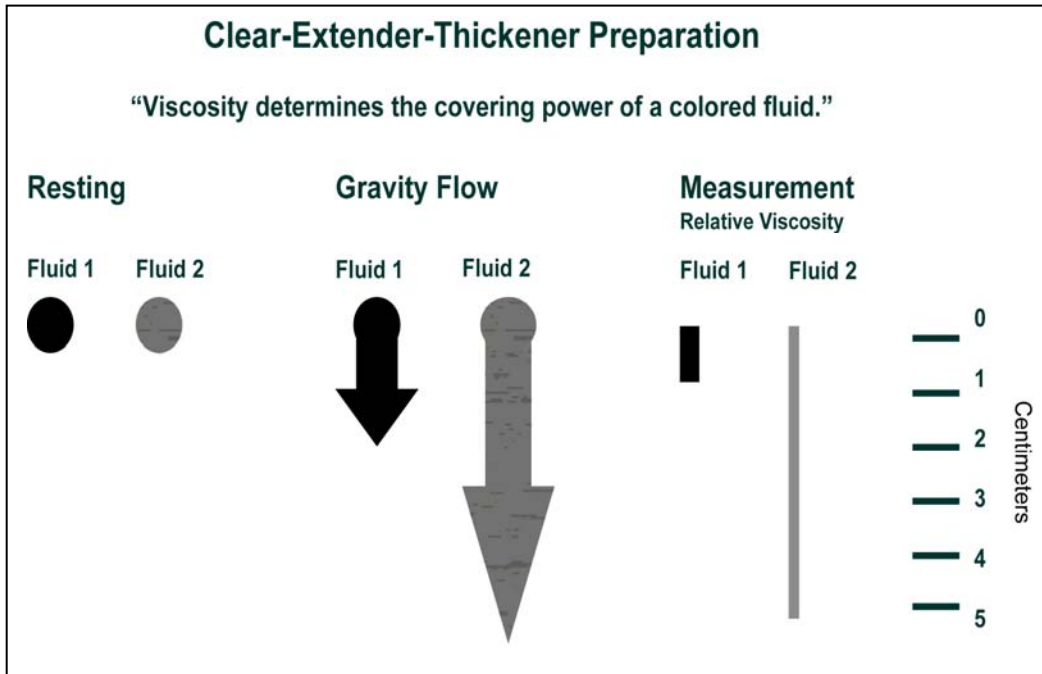 Clear-Extender-Thickener Preparation
“Viscosity determines the covering power of a colored fluid.”
Resting
Fluid 1
Fluid 2
Gravity Flow
Fluid 1
Fluid 2
Measurement
Relative Viscosity
Fluid 1
Fluid 2
0
1
2
3
4
5
Centimeters